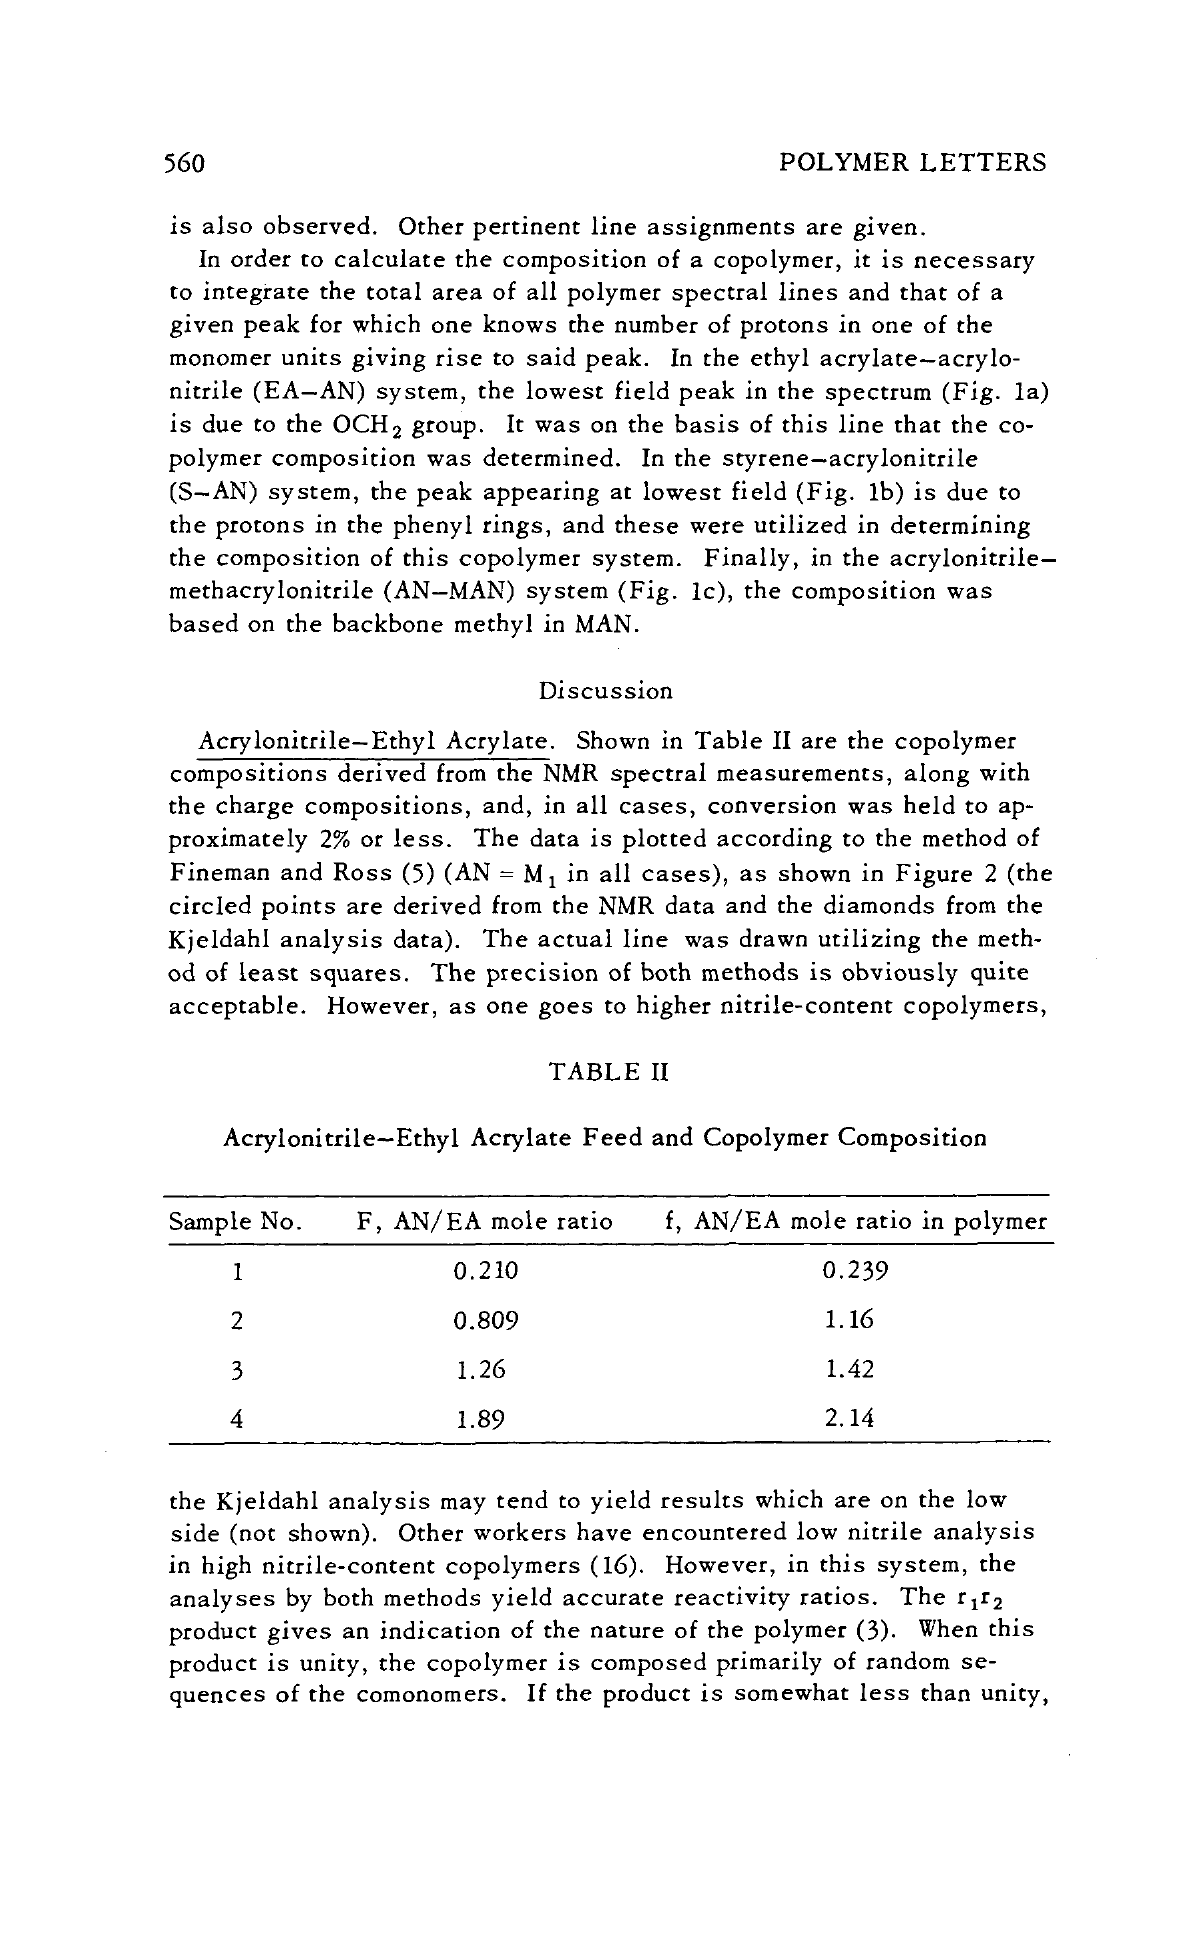 560 POLYMER LETTERS
is also observed. Other pertinent line assignments are given.
In order to calculate the composition of a copolymer, it is necessary
to integrate the total area of all polymer spectral lines and that of a
given peak for which one knows the number of protons in one of the
monomer units giving rise to said peak. In the ethyl acrylate—acrylo-
nitrile (EA—AN) system, the lowest field peak in the spectrum (Fig. 1a)
is due to the OCH₂ group. It was on the basis of this line that the co-
polymer composition was determined. In the styrene—acrylonitrile
(S—AN) system, the peak appearing at lowest field (Fig. 1b) is due to
the protons in the phenyl rings, and these were utilized in determining
the composition of this copolymer system. Finally, in the acrylonitrile—
methacrylonitrile (AN—MAN) system (Fig. 1c), the composition was
based on the backbone methyl in MAN.
Discussion
Acrylonitrile—Ethyl Acrylate. Shown in Table II are the copolymer
compositions derived from the NMR spectral measurements, along with
the charge compositions, and, in all cases, conversion was held to ap-
proximately 2% or less. The data is plotted according to the method of
Fineman and Ross (5) (AN = M₁ in all cases), as shown in Figure 2 (the
circled points are derived from the NMR data and the diamonds from the
Kjeldahl analysis data). The actual line was drawn utilizing the meth-
od of least squares. The precision of both methods is obviously quite
acceptable. However, as one goes to higher nitrile-content copolymers,
TABLE II
Acrylonitrile—Ethyl Acrylate Feed and Copolymer Composition
Sample No. F, AN/EA mole ratio f, AN/EA mole ratio in polymer
1 0.210 0.239
2 0.809 1.16
3 1.26 1.42
4 1.89 2.14
the Kjeldahl analysis may tend to yield results which are on the low
side (not shown). Other workers have encountered low nitrile analysis
in high nitrile-content copolymers (16). However, in this system, the
analyses by both methods yield accurate reactivity ratios. The r₁r₂
product gives an indication of the nature of the polymer (3). When this
product is unity, the copolymer is composed primarily of random se-
quences of the comonomers. If the product is somewhat less than unity,